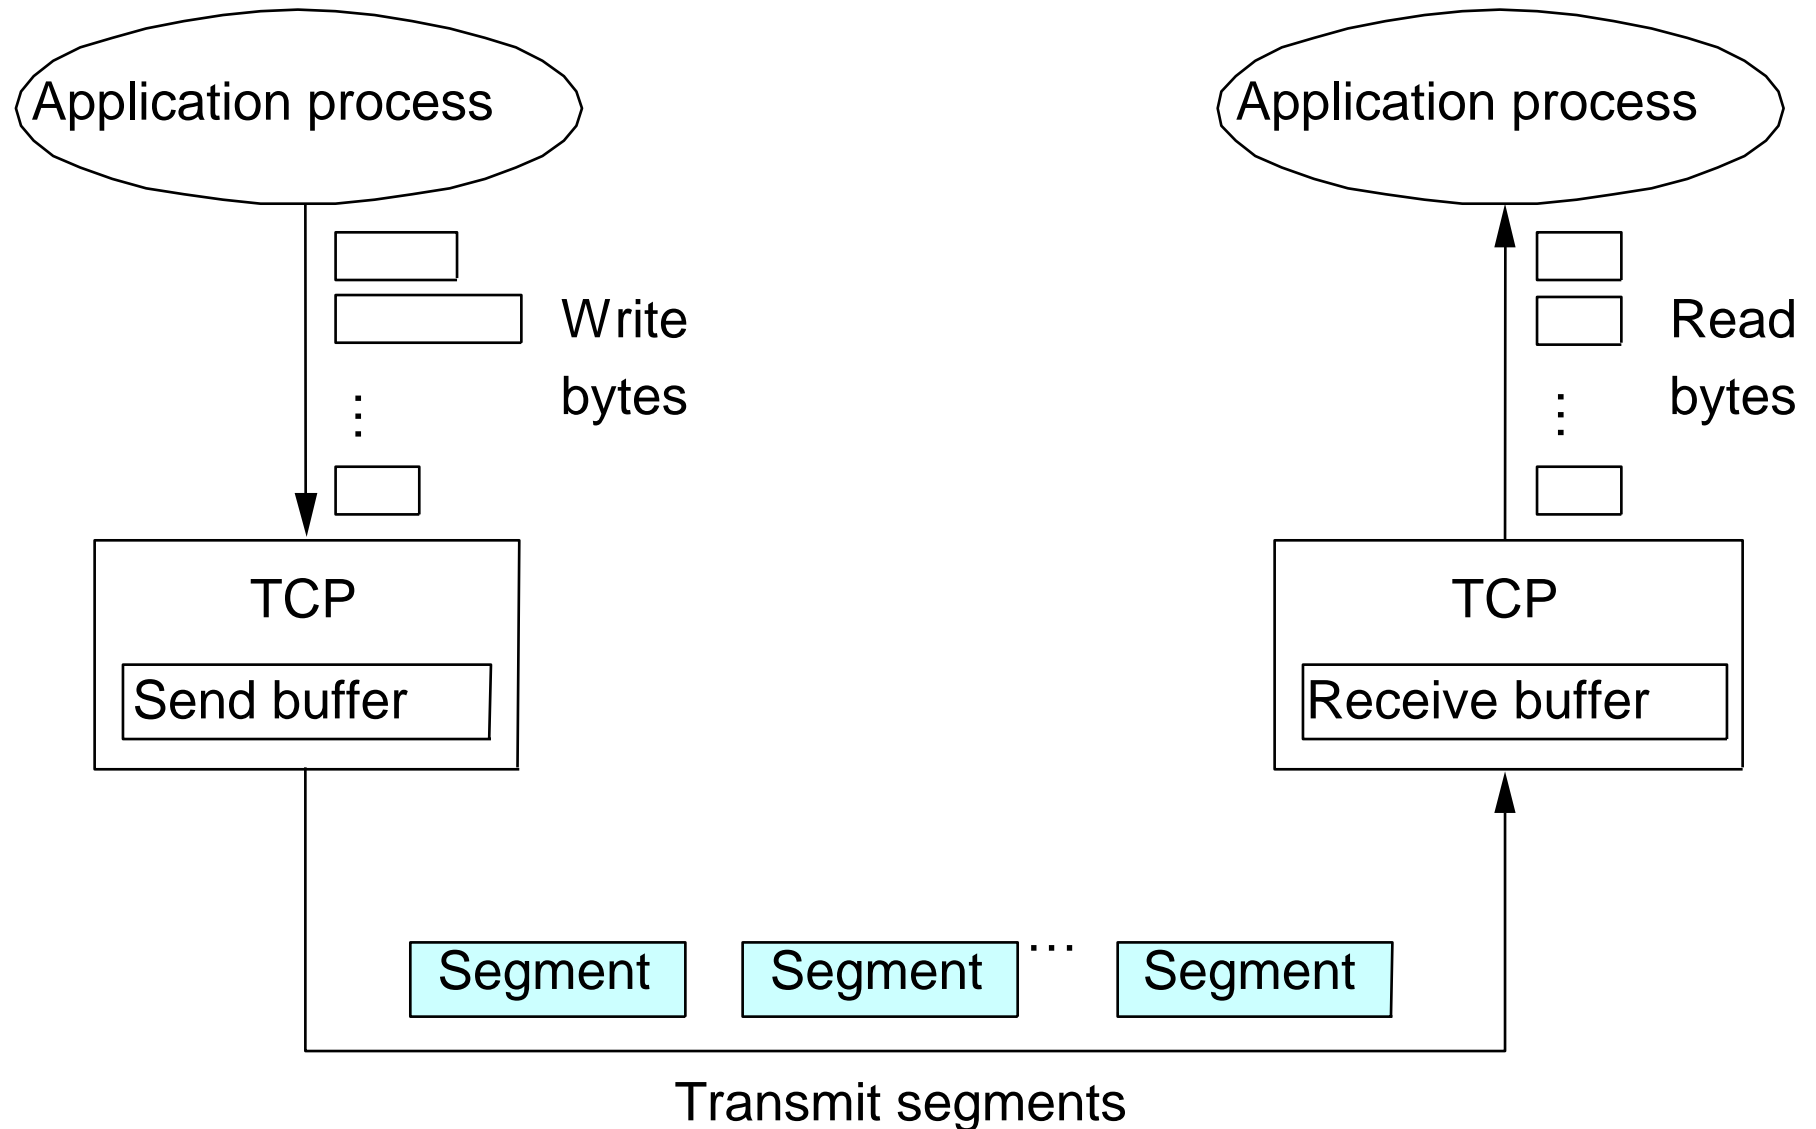 Application process
Application process
Write
bytes
Read
bytes
⋮
⋮
TCP
TCP
Send buffer
Receive buffer
Segment
Segment
…
Segment
Transmit segments